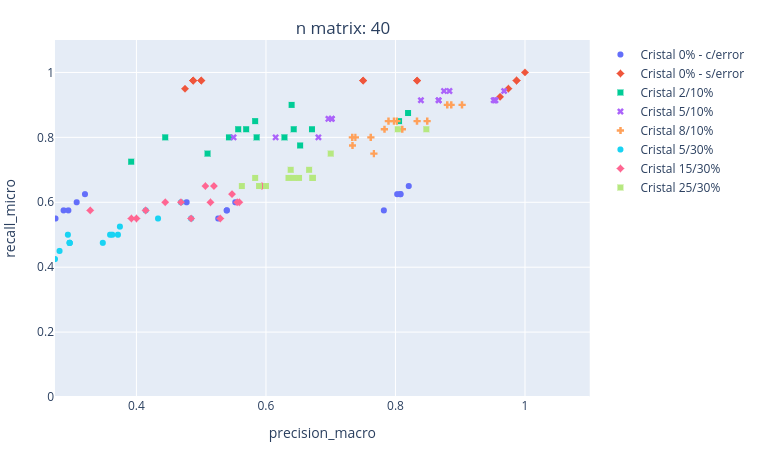 n matrix: 40
1
0.8
0.6
0.4
0.2
0
0.4
0.6
0.8
1
recall_micro
precision_macro
Cristal 0% - c/error
Cristal 0% - s/error
Cristal 2/10%
Cristal 5/10%
Cristal 8/10%
Cristal 5/30%
Cristal 15/30%
Cristal 25/30%